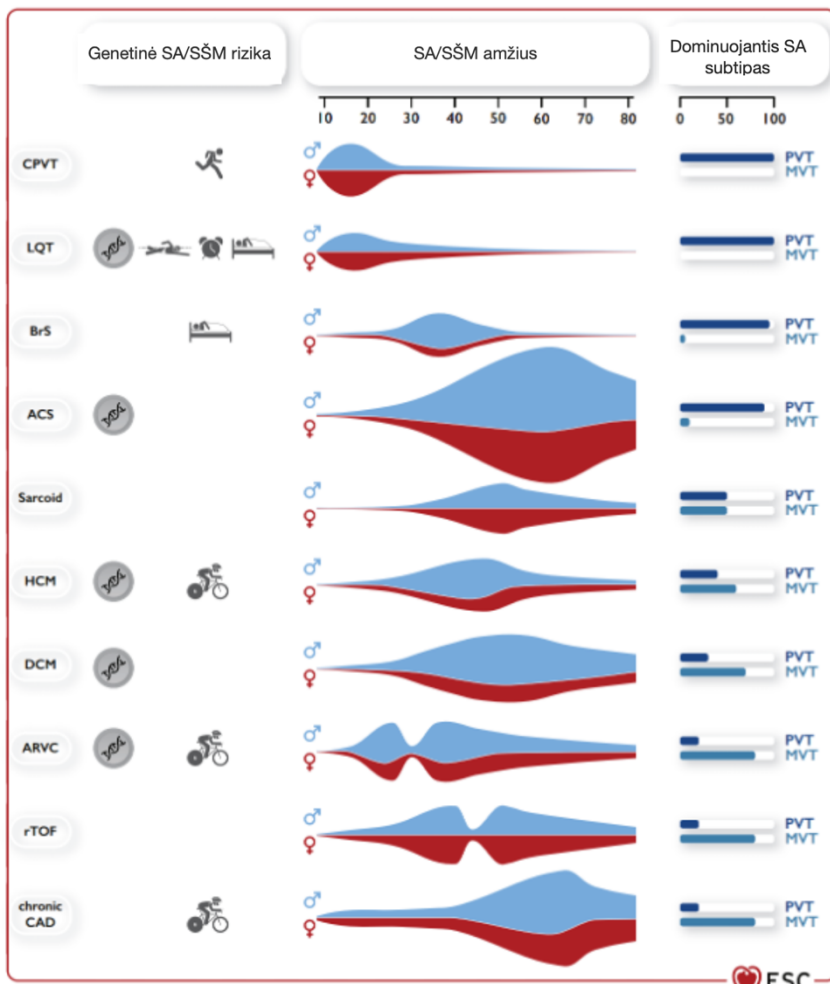 Genetinė SA/SŠM rizika
SA/SŠM amžius
Dominuojantis SA
subtipas
10 20 30 40 50 60 70 80
0 50 100
CPVT
♂
♀
PVT
MVT
LQT
♂
♀
PVT
MVT
BrS
♂
♀
PVT
MVT
ACS
♂
♀
PVT
MVT
Sarcoid
♂
♀
PVT
MVT
HCM
♂
♀
PVT
MVT
DCM
♂
♀
PVT
MVT
ARVC
♂
♀
PVT
MVT
rTOF
♂
♀
PVT
MVT
chronic
CAD
♂
♀
PVT
MVT
ESC